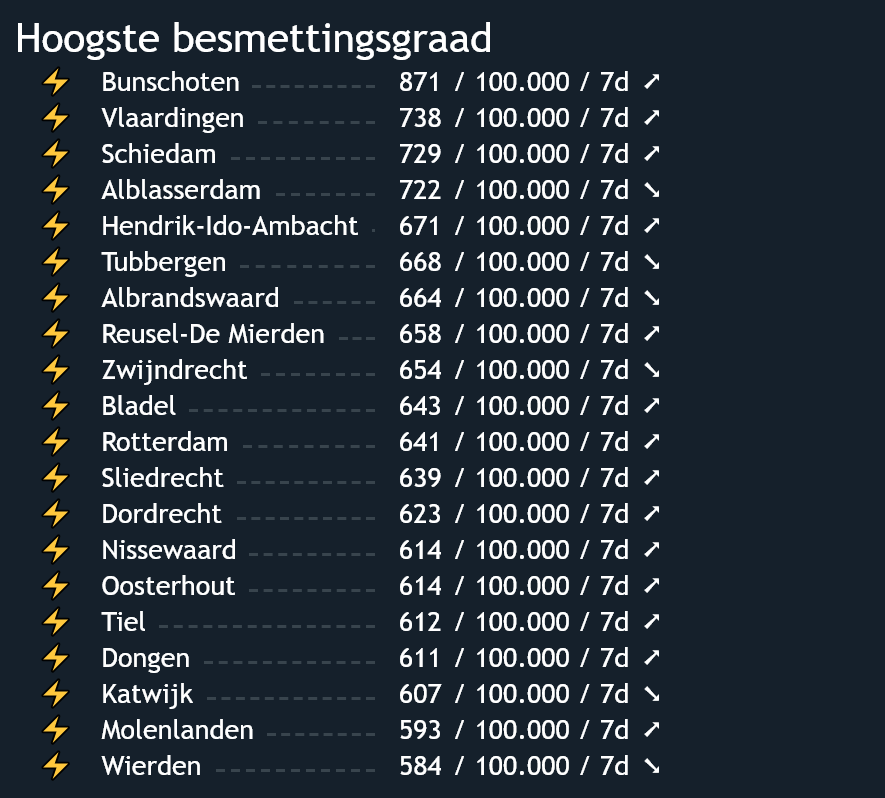 Hoogste besmettingsgraad
⚡ Bunschoten 871 / 100.000 / 7d ➚
⚡ Vlaardingen 738 / 100.000 / 7d ➚
⚡ Schiedam 729 / 100.000 / 7d ➚
⚡ Alblasserdam 722 / 100.000 / 7d ➘
⚡ Hendrik-Ido-Ambacht 671 / 100.000 / 7d ➚
⚡ Tubbergen 668 / 100.000 / 7d ➘
⚡ Albrandswaard 664 / 100.000 / 7d ➘
⚡ Reusel-De Mierden 658 / 100.000 / 7d ➚
⚡ Zwijndrecht 654 / 100.000 / 7d ➘
⚡ Bladel 643 / 100.000 / 7d ➚
⚡ Rotterdam 641 / 100.000 / 7d ➚
⚡ Sliedrecht 639 / 100.000 / 7d ➚
⚡ Dordrecht 623 / 100.000 / 7d ➚
⚡ Nissewaard 614 / 100.000 / 7d ➚
⚡ Oosterhout 614 / 100.000 / 7d ➚
⚡ Tiel 612 / 100.000 / 7d ➚
⚡ Dongen 611 / 100.000 / 7d ➚
⚡ Katwijk 607 / 100.000 / 7d ➘
⚡ Molenlanden 593 / 100.000 / 7d ➚
⚡ Wierden 584 / 100.000 / 7d ➘